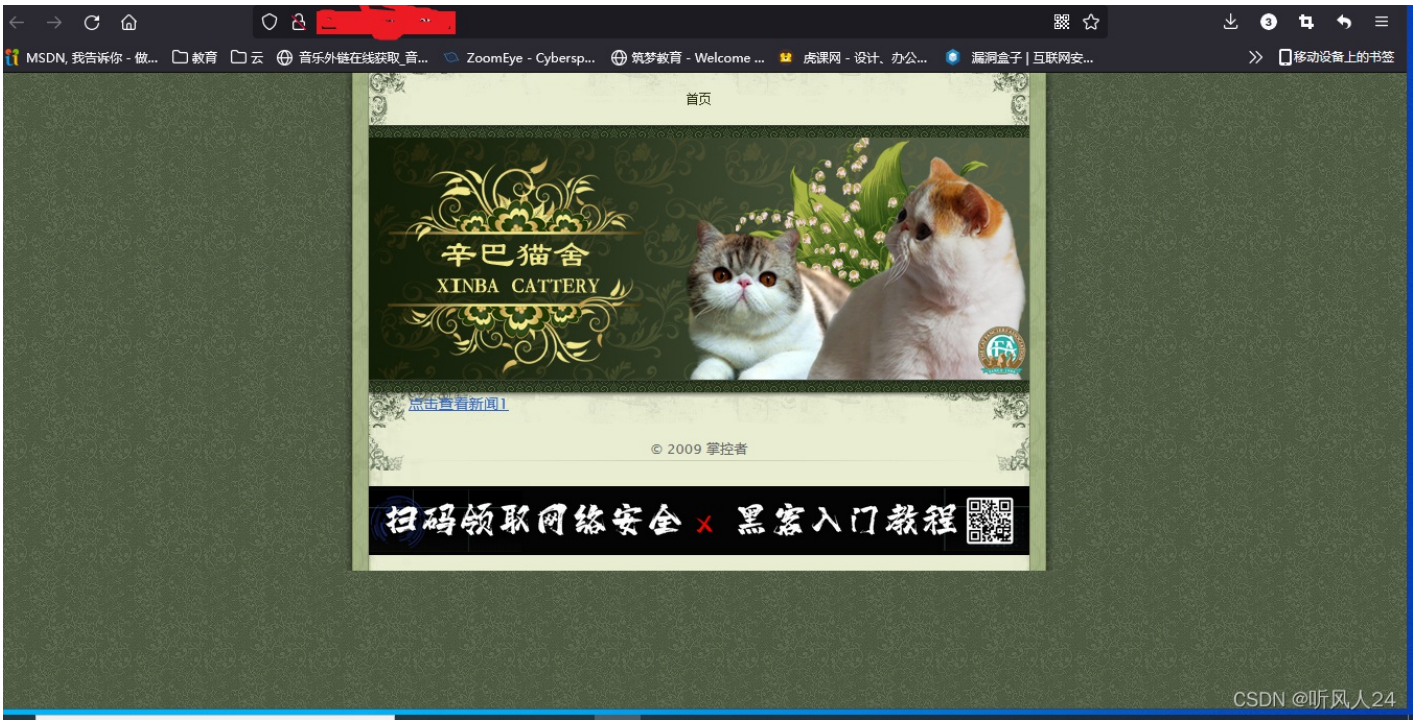 3
MSDN, 我告诉你 - 做... 教育 云 音乐外链在线获取_音... ZoomEye - Cybersp... 筑梦教育 - Welcome ... 虎课网 - 设计、办公... 漏洞盒子 | 互联网安... 移动设备上的书签
首页
辛巴猫舍
XINBA CATTERY
点击查看新闻1
© 2009 掌控者
扫码领取网络安全 x 黑客入门教程
CSDN @听风人24